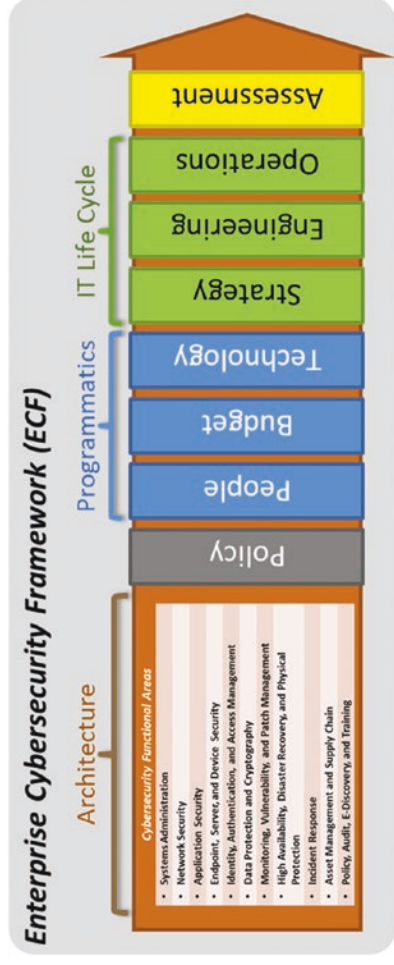 Enterprise Cybersecurity Framework (ECF)
Architecture
Programmatics
IT Life Cycle
Cybersecurity Functional Areas
• Systems Administration
• Network Security
• Application Security
• Endpoint, Server, and Device Security
• Identity, Authentication, and Access Management
• Data Protection and Cryptography
• Monitoring, Vulnerability, and Patch Management
• High Availability, Disaster Recovery, and Physical
Protection
• Incident Response
• Asset Management and Supply Chain
• Policy, Audit, E-Discovery, and Training
Policy
People
Budget
Technology
Strategy
Engineering
Operations
Assessment